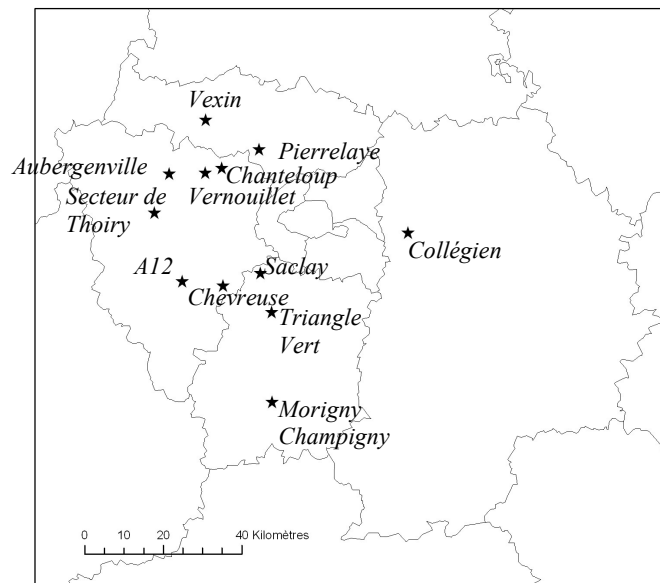 Vexin
Pierrelaye
Aubergenville
Chanteloup
Vernouillet
Secteur de
Thoiry
Collégien
A12
Saclay
Chevreuse
Triangle
Vert
Morigny
Champigny
0 10 20 40 Kilomètres